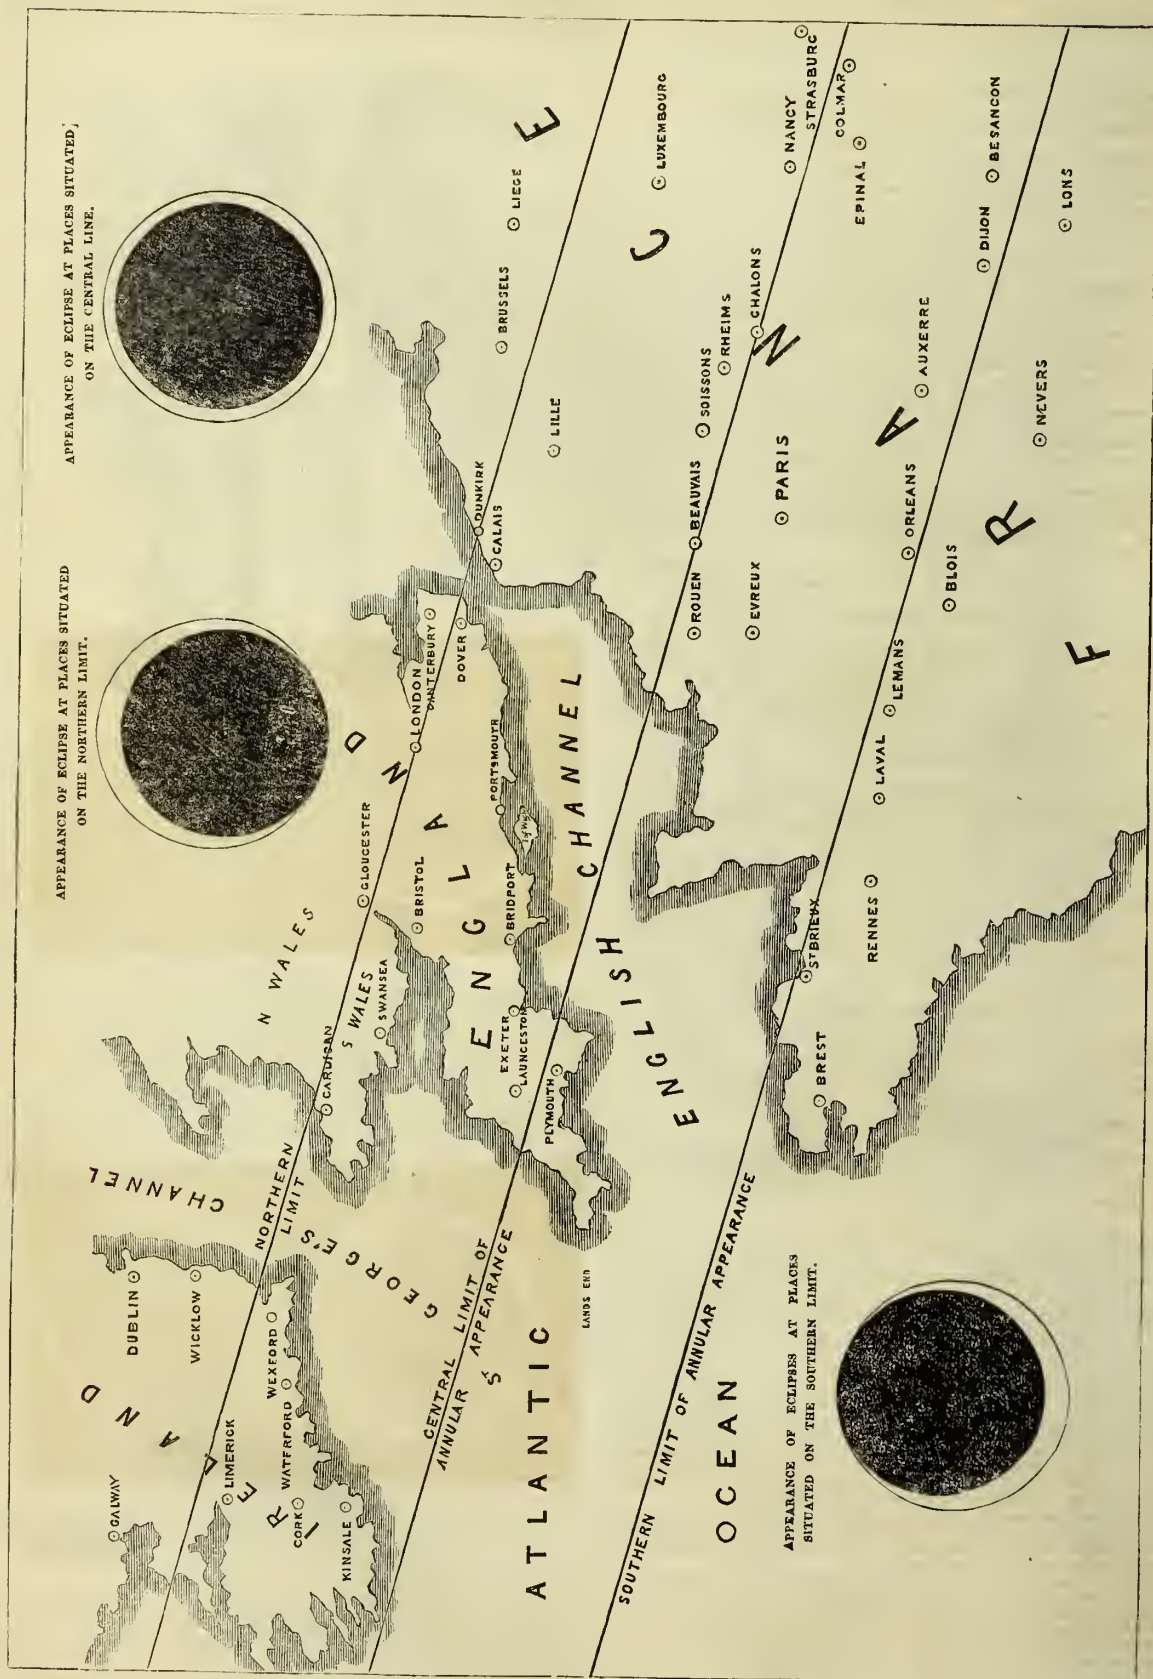 APPEARANCE OF ECLIPSE AT PLACES SITUATED
ON THE NORTHERN LIMIT.
APPEARANCE OF ECLIPSE AT PLACES SITUATED
ON THE CENTRAL LINE.
GALWAY
DUBLIN
WICKLOW
LIMERICK
WEXFORD
WATERFORD
CORK
KINSALE
IRELAND
NORTHERN
LIMIT
Sᵗ GEORGE'S CHANNEL
CENTRAL LIMIT OF
ANNULAR APPEARANCE
N WALES
CARDIGAN
S WALES
SWANSEA
GLOUCESTER
BRISTOL
LONDON
CANTERBURY
DOVER
ENGLAND
PORTSMOUTH
I of W
BRIDPORT
EXETER
LAUNCESTON
PLYMOUTH
LANDS END
ENGLISH CHANNEL
ATLANTIC
OCEAN
SOUTHERN LIMIT OF ANNULAR APPEARANCE
DUNKIRK
CALAIS
LILLE
BRUSSELS
LIEGE
LUXEMBOURG
ROUEN
BEAUVAIS
SOISSONS
RHEIMS
CHALONS
NANCY
STRASBURG
COLMAR
EPINAL
EVREUX
PARIS
Sᵀ BRIEUX
BREST
RENNES
LAVAL
LEMANS
ORLEANS
BLOIS
AUXERRE
NEVERS
DIJON
BESANCON
LONS
FRANCE
APPEARANCE OF ECLIPSES AT PLACES
SITUATED ON THE SOUTHERN LIMIT.